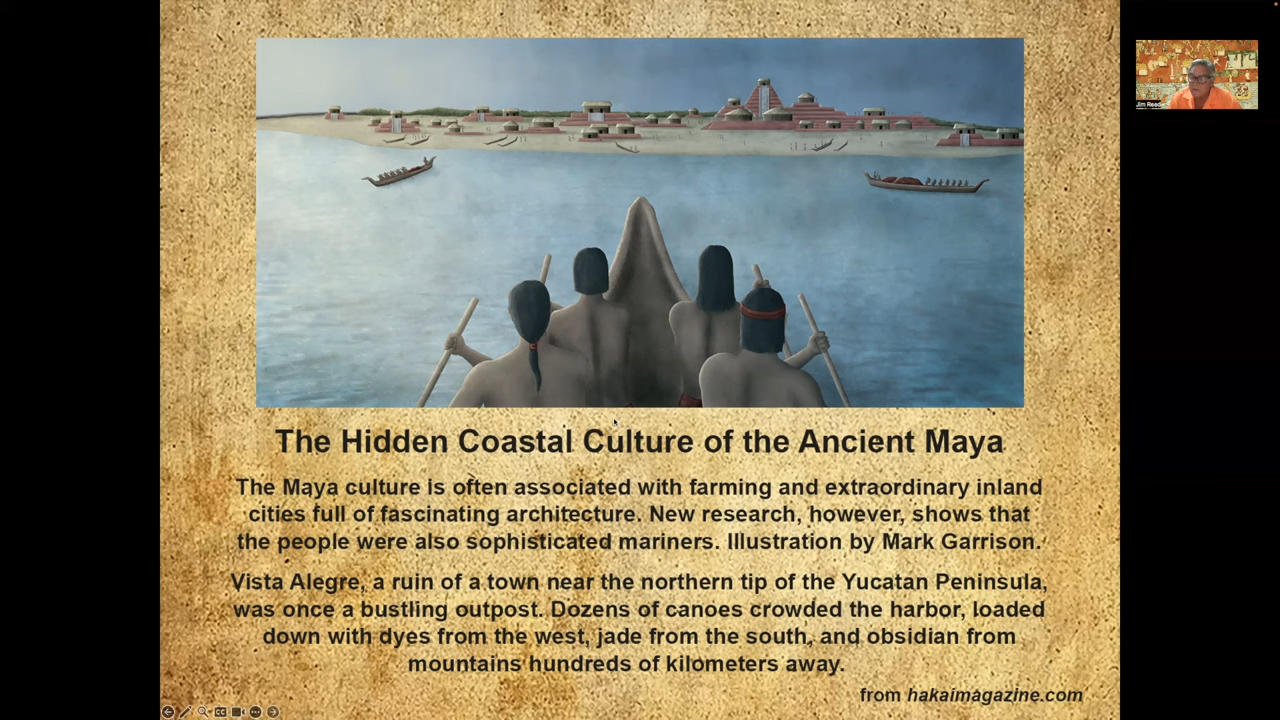 Jim Reed
The Hidden Coastal Culture of the Ancient Maya
The Maya culture is often associated with farming and extraordinary inland
cities full of fascinating architecture. New research, however, shows that
the people were also sophisticated mariners. Illustration by Mark Garrison.
Vista Alegre, a ruin of a town near the northern tip of the Yucatan Peninsula,
was once a bustling outpost. Dozens of canoes crowded the harbor, loaded
down with dyes from the west, jade from the south, and obsidian from
mountains hundreds of kilometers away.
from hakaimagazine.com
CC